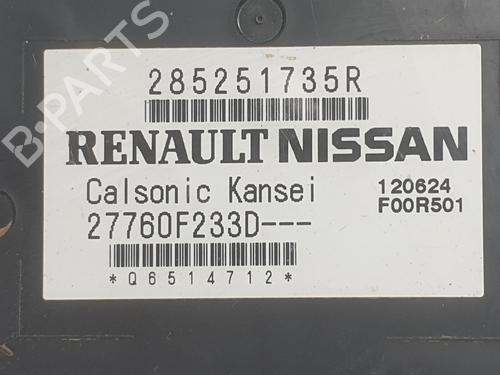 285251735R
RENAULT NISSAN
Calsonic Kansei 120624
27760F233D--- F00R501
*Q6514712*
B-PARTS